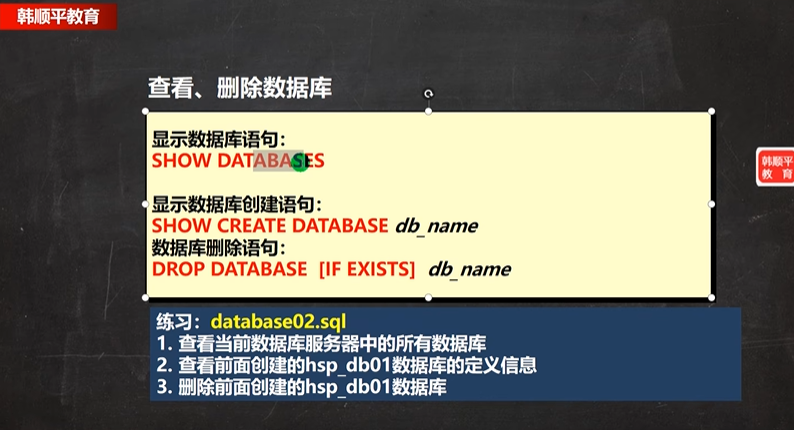 韩顺平教育
查看、删除数据库
显示数据库语句：
SHOW DATABASES
显示数据库创建语句：
SHOW CREATE DATABASE db_name
数据库删除语句：
DROP DATABASE [IF EXISTS] db_name
韩顺平
教 育
练习：database02.sql
1. 查看当前数据库服务器中的所有数据库
2. 查看前面创建的hsp_db01数据库的定义信息
3. 删除前面创建的hsp_db01数据库